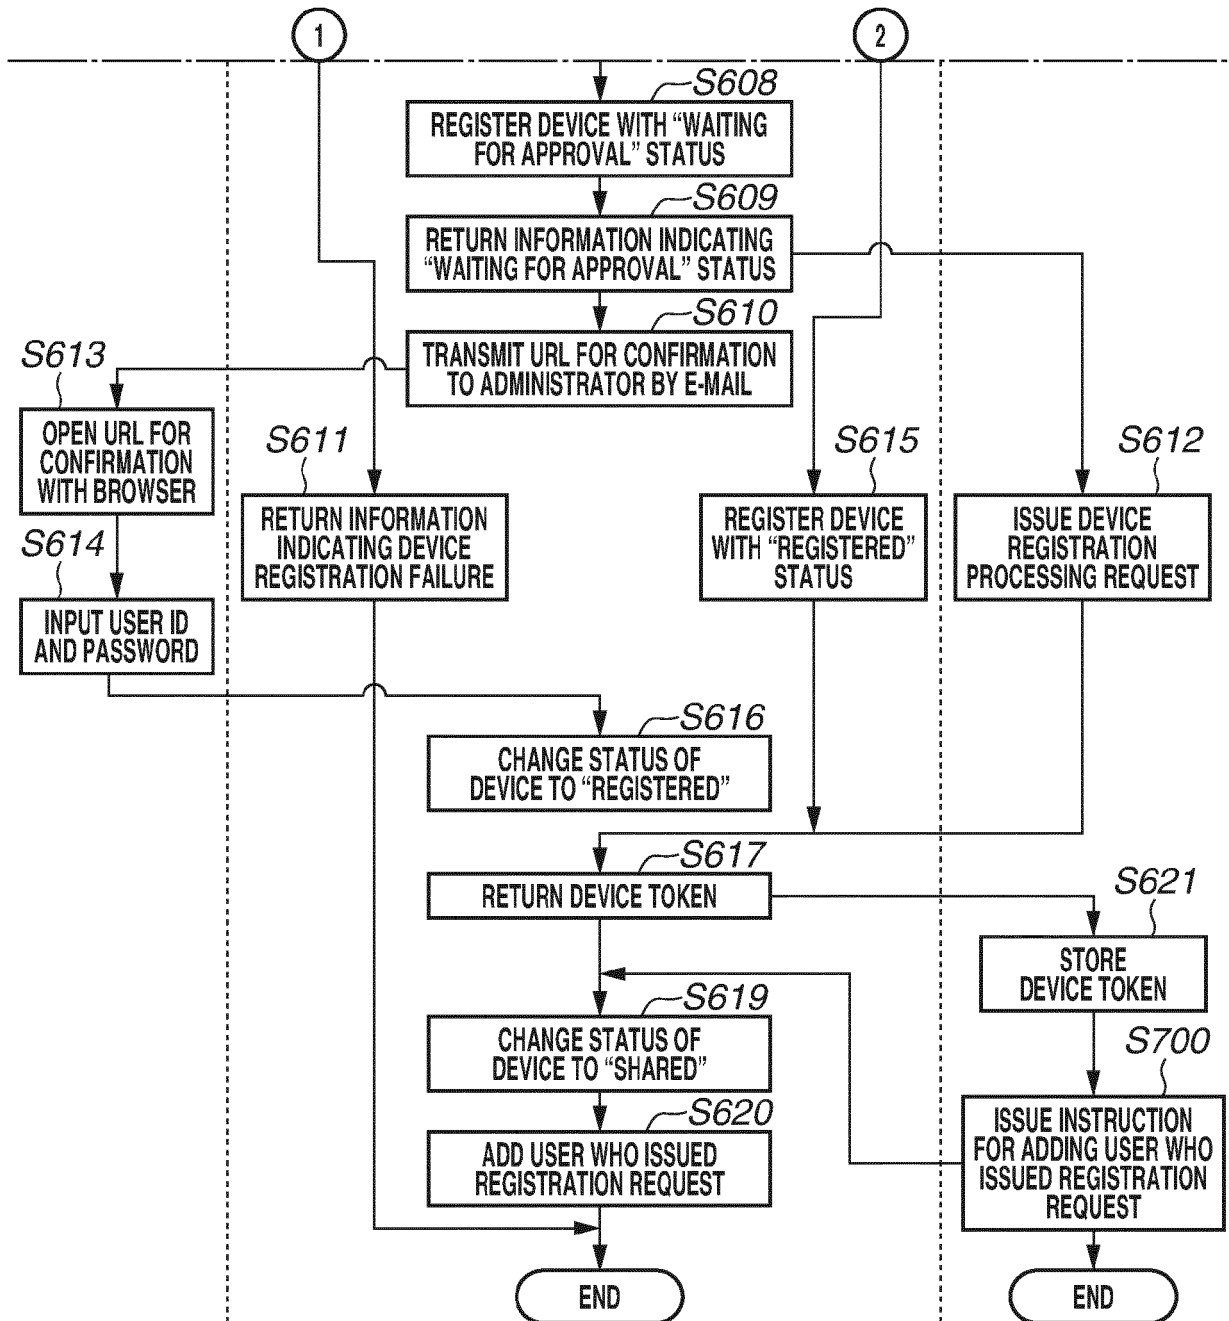 1
2
S608
REGISTER DEVICE WITH “WAITING
FOR APPROVAL” STATUS
S609
RETURN INFORMATION INDICATING
“WAITING FOR APPROVAL” STATUS
S610
TRANSMIT URL FOR CONFIRMATION
TO ADMINISTRATOR BY E-MAIL
S613
OPEN URL FOR
CONFIRMATION
WITH BROWSER
S611
RETURN INFORMATION
INDICATING DEVICE
REGISTRATION FAILURE
S615
REGISTER DEVICE
WITH “REGISTERED”
STATUS
S612
ISSUE DEVICE
REGISTRATION
PROCESSING REQUEST
S614
INPUT USER ID
AND PASSWORD
S616
CHANGE STATUS OF
DEVICE TO “REGISTERED”
S617
RETURN DEVICE TOKEN
S621
STORE
DEVICE TOKEN
S619
CHANGE STATUS OF
DEVICE TO “SHARED”
S700
ISSUE INSTRUCTION
FOR ADDING USER WHO
ISSUED REGISTRATION
REQUEST
S620
ADD USER WHO ISSUED
REGISTRATION REQUEST
END
END